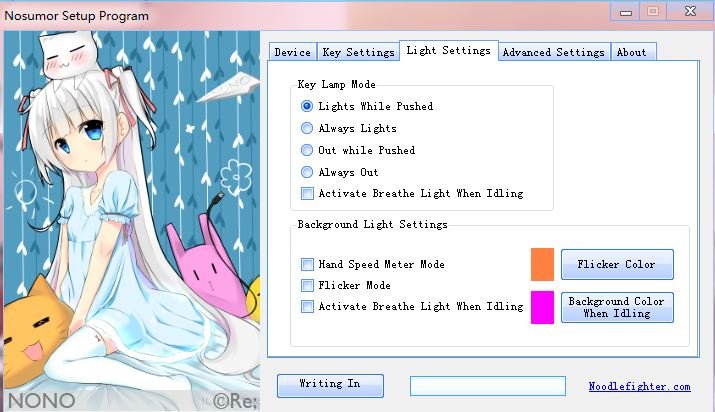 Nosumor Setup Program
Device
Key Settings
Light Settings
Advanced Settings
About
Key Lamp Mode
Lights While Pushed
Always Lights
Out while Pushed
Always Out
Activate Breathe Light When Idling
Background Light Settings
Hand Speed Meter Mode
Flicker Color
Flicker Mode
Activate Breathe Light When Idling
Background Color
When Idling
Writing In
Noodlefighter.com
NONO
©Re: